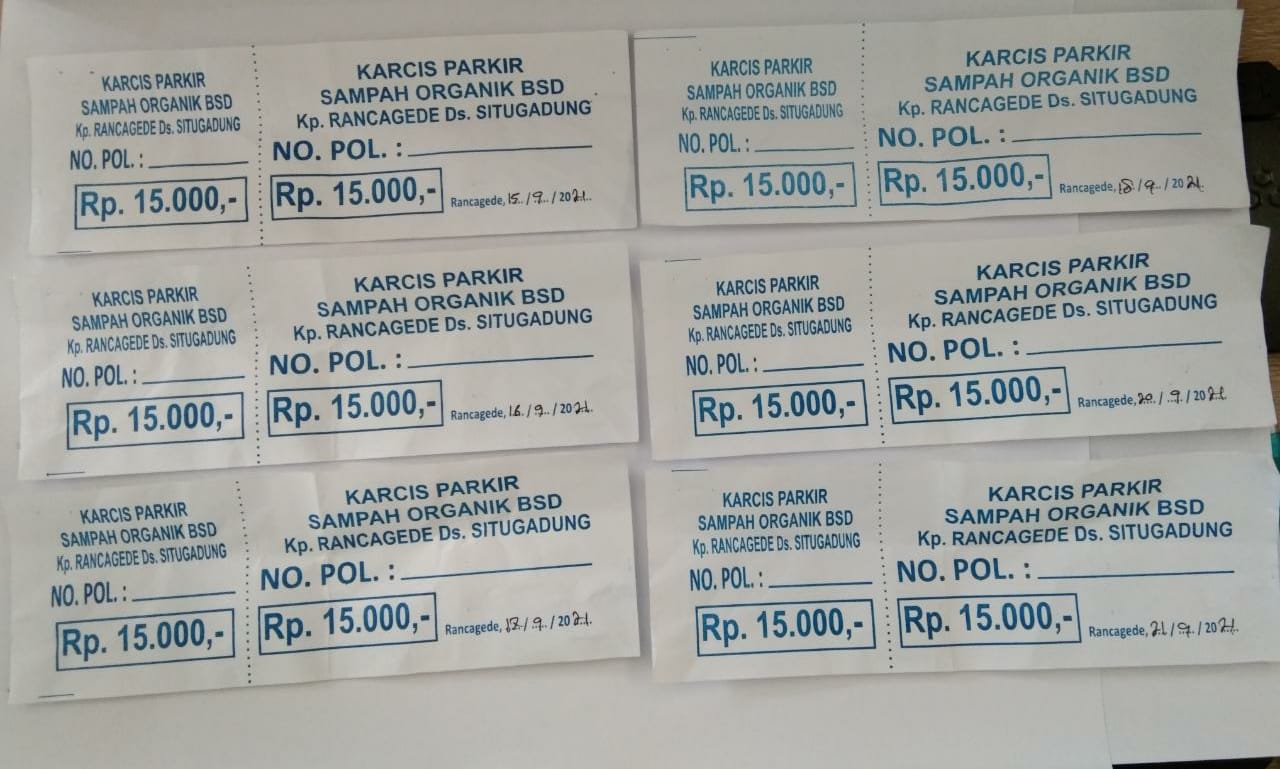 KARCIS PARKIR
SAMPAH ORGANIK BSD
Kp. RANCAGEDE Ds. SITUGADUNG
NO. POL. :
Rp. 15.000,-
KARCIS PARKIR
SAMPAH ORGANIK BSD
Kp. RANCAGEDE Ds. SITUGADUNG
NO. POL. :
Rp. 15.000,-
Rancagede, 15 / 9 / 2021
KARCIS PARKIR
SAMPAH ORGANIK BSD
Kp. RANCAGEDE Ds. SITUGADUNG
NO. POL. :
Rp. 15.000,-
KARCIS PARKIR
SAMPAH ORGANIK BSD
Kp. RANCAGEDE Ds. SITUGADUNG
NO. POL. :
Rp. 15.000,-
Rancagede, 18 / 9 / 2021
KARCIS PARKIR
SAMPAH ORGANIK BSD
Kp. RANCAGEDE Ds. SITUGADUNG
NO. POL. :
Rp. 15.000,-
KARCIS PARKIR
SAMPAH ORGANIK BSD
Kp. RANCAGEDE Ds. SITUGADUNG
NO. POL. :
Rp. 15.000,-
Rancagede, 16 / 9 / 2021
KARCIS PARKIR
SAMPAH ORGANIK BSD
Kp. RANCAGEDE Ds. SITUGADUNG
NO. POL. :
Rp. 15.000,-
KARCIS PARKIR
SAMPAH ORGANIK BSD
Kp. RANCAGEDE Ds. SITUGADUNG
NO. POL. :
Rp. 15.000,-
Rancagede, 20 / 9 / 2021
KARCIS PARKIR
SAMPAH ORGANIK BSD
Kp. RANCAGEDE Ds. SITUGADUNG
NO. POL. :
Rp. 15.000,-
KARCIS PARKIR
SAMPAH ORGANIK BSD
Kp. RANCAGEDE Ds. SITUGADUNG
NO. POL. :
Rp. 15.000,-
Rancagede, 17 / 9 / 2021
KARCIS PARKIR
SAMPAH ORGANIK BSD
Kp. RANCAGEDE Ds. SITUGADUNG
NO. POL. :
Rp. 15.000,-
KARCIS PARKIR
SAMPAH ORGANIK BSD
Kp. RANCAGEDE Ds. SITUGADUNG
NO. POL. :
Rp. 15.000,-
Rancagede, 21 / 9 / 2021